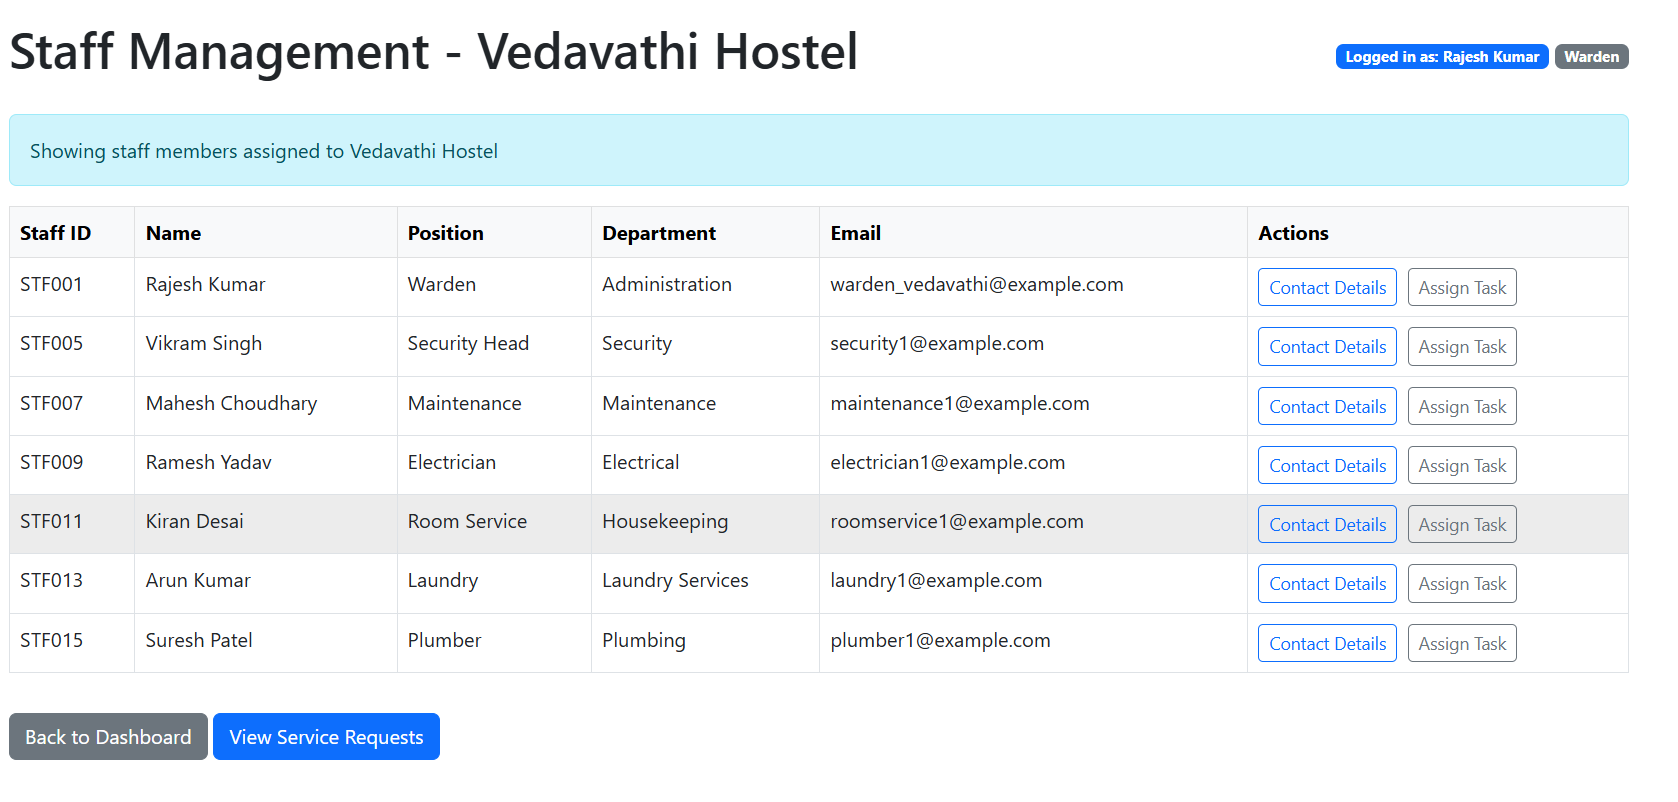 Staff Management - Vedavathi Hostel
Logged in as: Rajesh Kumar Warden
Showing staff members assigned to Vedavathi Hostel
Staff ID Name Position Department Email Actions
STF001 Rajesh Kumar Warden Administration warden_vedavathi@example.com Contact Details Assign Task
STF005 Vikram Singh Security Head Security security1@example.com Contact Details Assign Task
STF007 Mahesh Choudhary Maintenance Maintenance maintenance1@example.com Contact Details Assign Task
STF009 Ramesh Yadav Electrician Electrical electrician1@example.com Contact Details Assign Task
STF011 Kiran Desai Room Service Housekeeping roomservice1@example.com Contact Details Assign Task
STF013 Arun Kumar Laundry Laundry Services laundry1@example.com Contact Details Assign Task
STF015 Suresh Patel Plumber Plumbing plumber1@example.com Contact Details Assign Task
Back to Dashboard View Service Requests